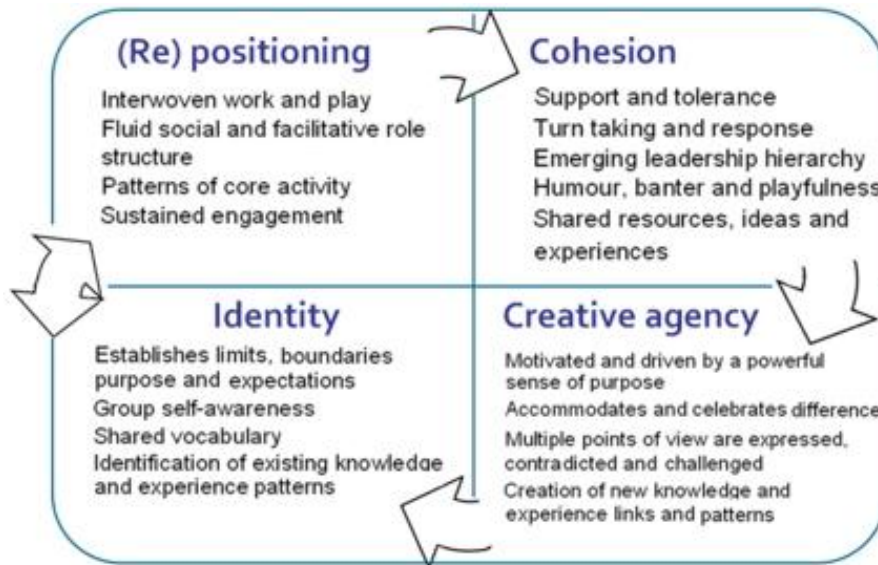 (Re) positioning
Interwoven work and play
Fluid social and facilitative role
structure
Patterns of core activity
Sustained engagement
Cohesion
Support and tolerance
Turn taking and response
Emerging leadership hierarchy
Humour, banter and playfulness
Shared resources, ideas and
experiences
Identity
Establishes limits, boundaries
purpose and expectations
Group self-awareness
Shared vocabulary
Identification of existing knowledge
and experience patterns
Creative agency
Motivated and driven by a powerful
sense of purpose
Accommodates and celebrates difference
Multiple points of view are expressed,
contradicted and challenged
Creation of new knowledge and
experience links and patterns